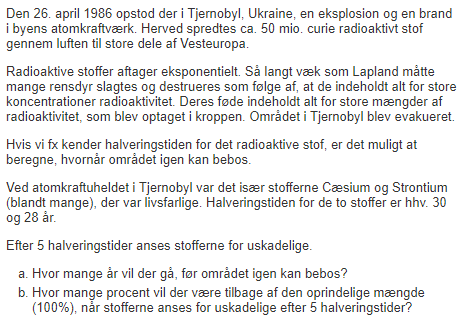 Den 26. april 1986 opstod der i Tjernobyl, Ukraine, en eksplosion og en brand
i byens atomkraftværk. Herved spredtes ca. 50 mio. curie radioaktivt stof
gennem luften til store dele af Vesteuropa.
Radioaktive stoffer aftager eksponentielt. Så langt væk som Lapland måtte
mange rensdyr slagtes og destrueres som følge af, at de indeholdt alt for store
koncentrationer radioaktivitet. Deres føde indeholdt alt for store mængder af
radioaktivitet, som blev optaget i kroppen. Området i Tjernobyl blev evakueret.
Hvis vi fx kender halveringstiden for det radioaktive stof, er det muligt at
beregne, hvornår området igen kan bebos.
Ved atomkraftuheldet i Tjernobyl var det især stofferne Cæsium og Strontium
(blandt mange), der var livsfarlige. Halveringstiden for de to stoffer er hhv. 30
og 28 år.
Efter 5 halveringstider anses stofferne for uskadelige.
a. Hvor mange år vil der gå, før området igen kan bebos?
b. Hvor mange procent vil der være tilbage af den oprindelige mængde
(100%), når stofferne anses for uskadelige efter 5 halveringstider?